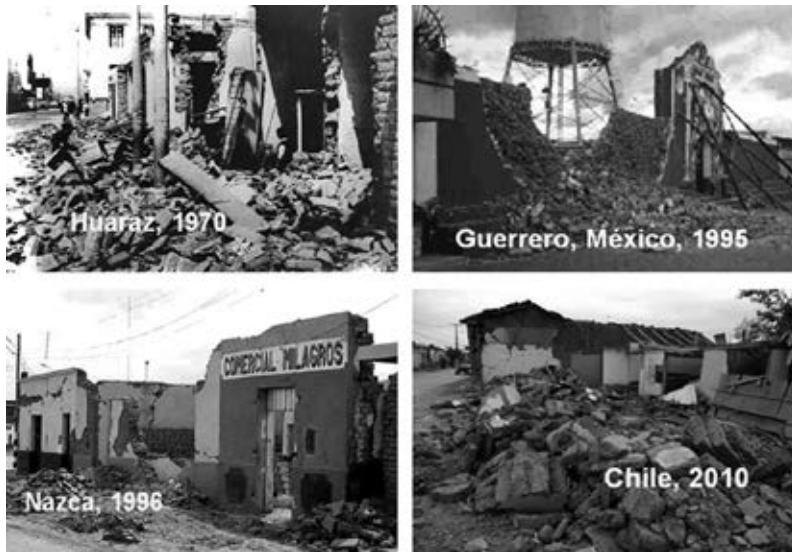 Huaraz, 1970
Guerrero, México, 1995
COMERCIAL MILAGROS
Nazca, 1996
Chile, 2010